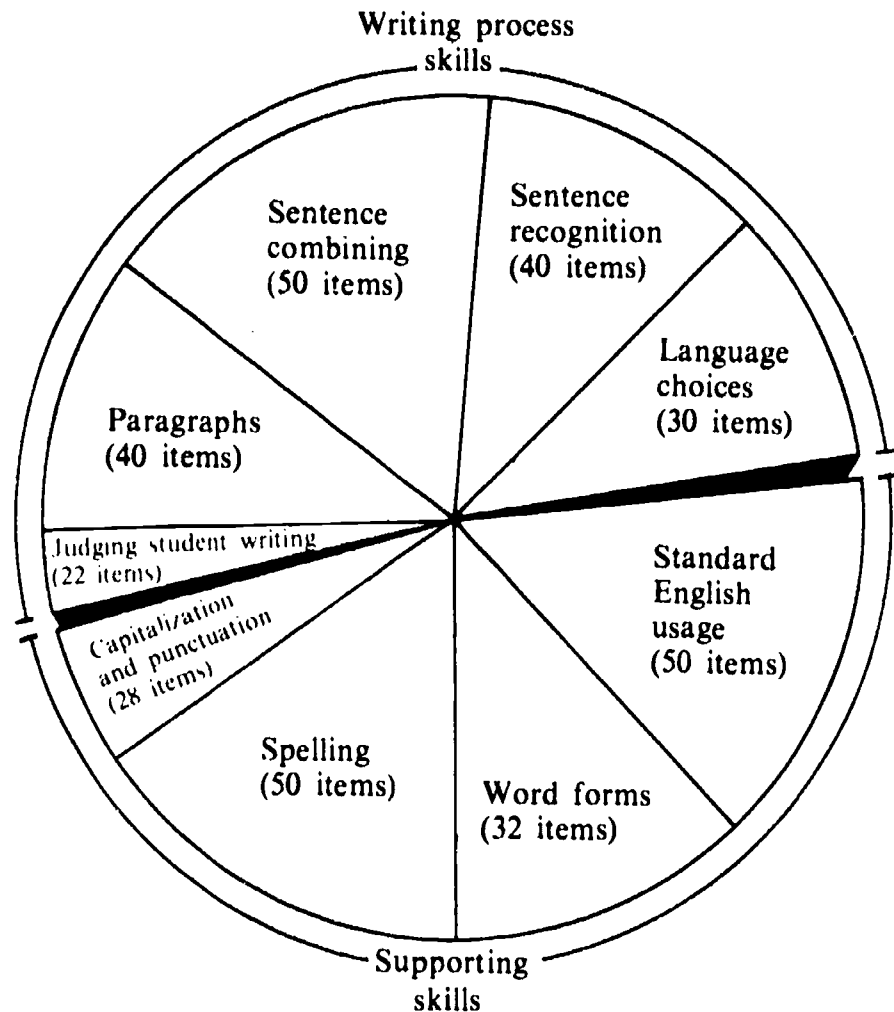 Writing process
skills
Sentence
combining
(50 items)
Sentence
recognition
(40 items)
Language
choices
(30 items)
Paragraphs
(40 items)
Judging student writing
(22 items)
Capitalization
and punctuation
(28 items)
Standard
English
usage
(50 items)
Spelling
(50 items)
Word forms
(32 items)
Supporting
skills